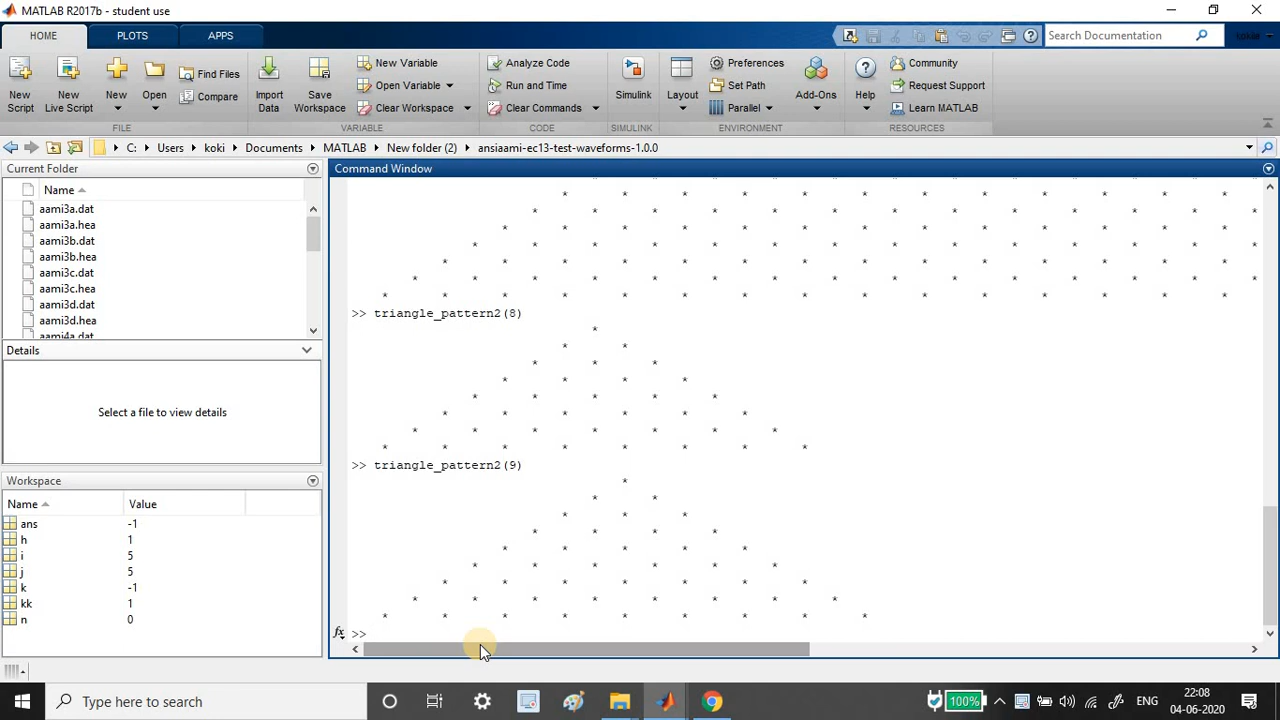 MATLAB R2017b - student use
HOME PLOTS APPS
Search Documentation
New Script
New Live Script
New
Open
Find Files
Compare
Import Data
Save Workspace
New Variable
Open Variable
Clear Workspace
Analyze Code
Run and Time
Clear Commands
Simulink
Layout
Preferences
Set Path
Parallel
Add-Ons
Help
Community
Request Support
Learn MATLAB
FILE VARIABLE CODE SIMULINK ENVIRONMENT RESOURCES
C: Users koki Documents MATLAB New folder (2) ansiaami-ec13-test-waveforms-1.0.0
Current Folder
Name
aami3a.dat
aami3a.hea
aami3b.dat
aami3b.hea
aami3c.dat
aami3c.hea
aami3d.dat
aami3d.hea
aami4a.dat
Details
Select a file to view details
Workspace
Name Value
ans -1
h 1
i 5
j 5
k -1
kk 1
n 0
Command Window
* * * * * * * * * * * *
* * * * * * * * * * * * *
* * * * * * * * * * * * *
* * * * * * * * * * * * * *
* * * * * * * * * * * * * *
* * * * * * * * * * * * * * *
* * * * * * * * * * * * * * *
>> triangle_pattern2(8)
*
* *
* * *
* * * *
* * * * *
* * * * * *
* * * * * * *
* * * * * * * *
>> triangle_pattern2(9)
*
* *
* * *
* * * *
* * * * *
* * * * * *
* * * * * * *
* * * * * * * *
* * * * * * * * *
fx >>
Type here to search
100%
ENG
22:08
04-06-2020